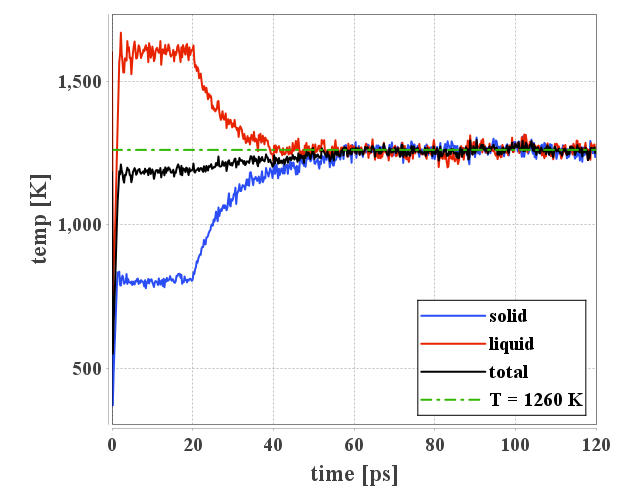 temp [K]
1,500
1,000
500
solid
liquid
total
T = 1260 K
0 20 40 60 80 100 120
time [ps]